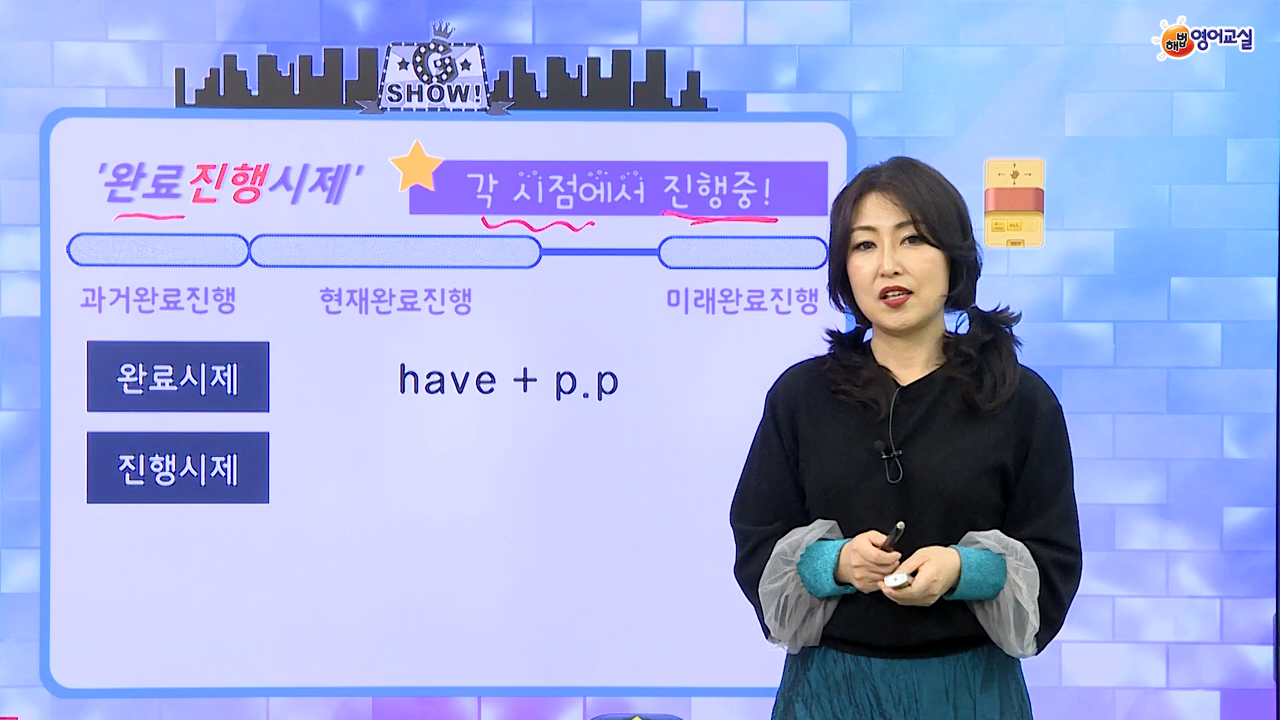 해법영어교실
G
SHOW!
'완료진행시제'
각 시점에서 진행중!
과거완료진행
현재완료진행
미래완료진행
완료시제
have + p.p
진행시제